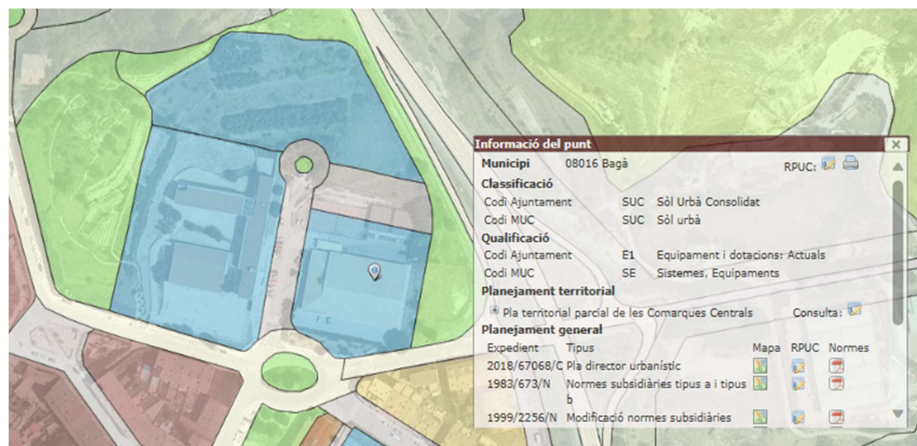 Informació del punt
Municipi 08016 Bagà RPUC:
Classificació
Codi Ajuntament SUC Sòl Urbà Consolidat
Codi MUC SUC Sòl urbà
Qualificació
Codi Ajuntament E1 Equipament i dotacions: Actuals
Codi MUC SE Sistemes, Equipaments
Planejament territorial
Pla territorial parcial de les Comarques Centrals Consulta:
Planejament general
Expedient Tipus Mapa RPUC Normes
2018/67068/C Pla director urbanístic
1983/673/N Normes subsidiàries tipus a i tipus
b
1999/2256/N Modificació normes subsidiàries